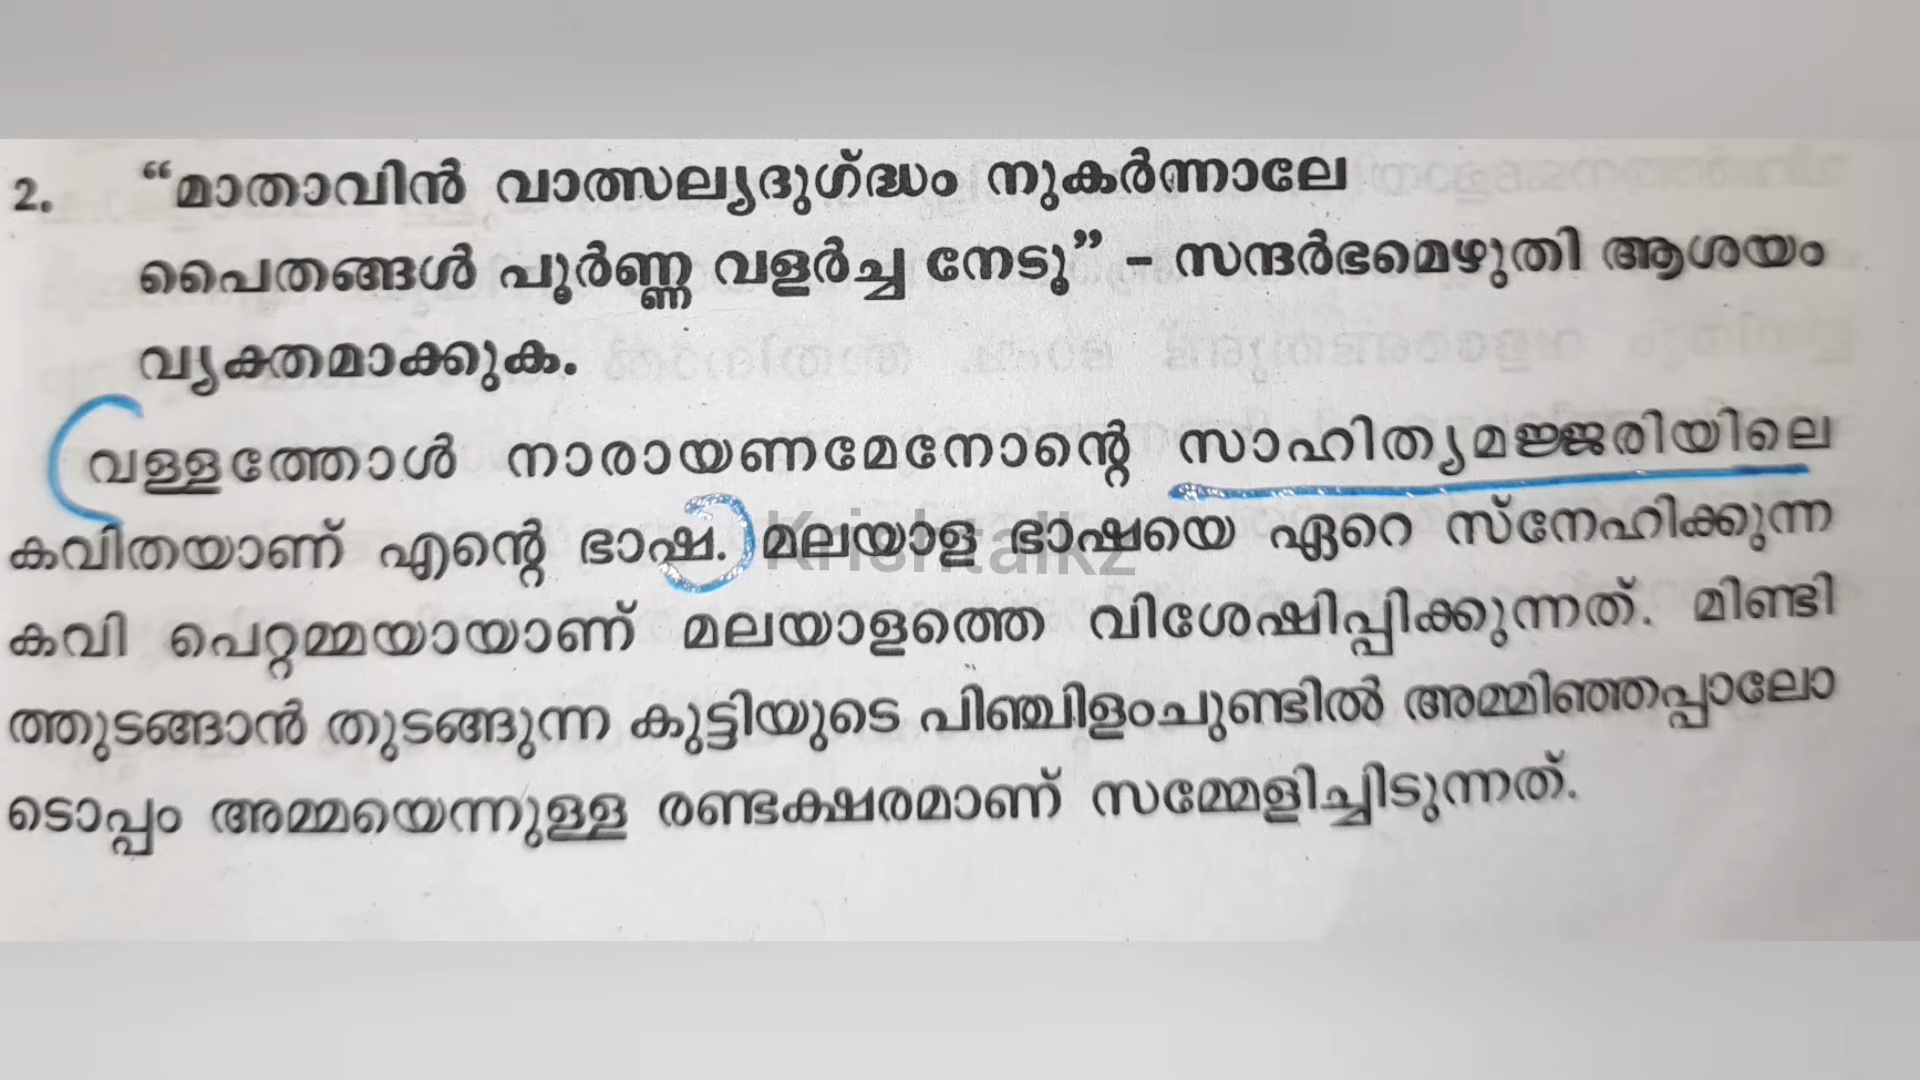 2. “മാതാവിൻ വാത്സല്യദുഗ്ദ്ധം നുകർന്നാലേ
പൈതങ്ങൾ പൂർണ്ണ വളർച്ച നേടൂ” – സന്ദർഭമെഴുതി ആശയം
വ്യക്തമാക്കുക.
വള്ളത്തോൾ നാരായണമേനോന്റെ സാഹിത്യമഞ്ജരിയിലെ
കവിതയാണ് എന്റെ ഭാഷ. മലയാള ഭാഷയെ ഏറെ സ്നേഹിക്കുന്ന
Krishtalkz
കവി പെറ്റമ്മയായാണ് മലയാളത്തെ വിശേഷിപ്പിക്കുന്നത്. മിണ്ടി
ത്തുടങ്ങാൻ തുടങ്ങുന്ന കുട്ടിയുടെ പിഞ്ചിളംചുണ്ടിൽ അമ്മിഞ്ഞപ്പാലോ
ടൊപ്പം അമ്മയെന്നുള്ള രണ്ടക്ഷരമാണ് സമ്മേളിച്ചിടുന്നത്.